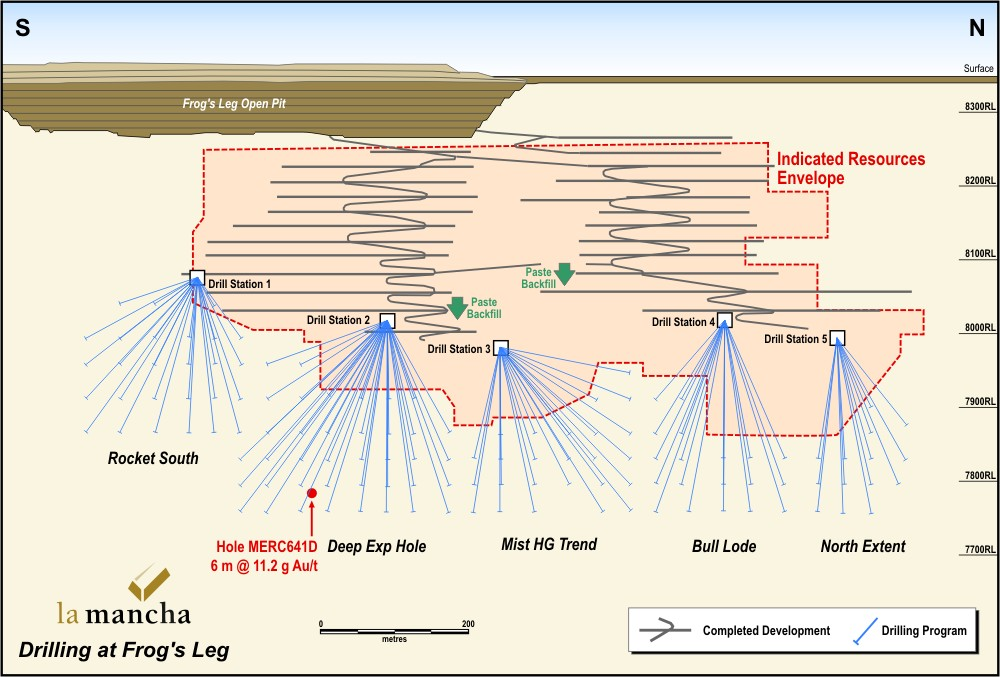 S
N
Surface
Frog's Leg Open Pit
8300RL
Indicated Resources
Envelope
8200RL
8100RL
Paste
Backfill
Drill Station 1
Paste
Backfill
Drill Station 2
Drill Station 4
8000RL
Drill Station 5
Drill Station 3
7900RL
Rocket South
7800RL
Hole MERC641D
6 m @ 11.2 g Au/t
Deep Exp Hole
Mist HG Trend
Bull Lode
North Extent
7700RL
la mancha
Drilling at Frog's Leg
0
200
metres
Completed Development
Drilling Program